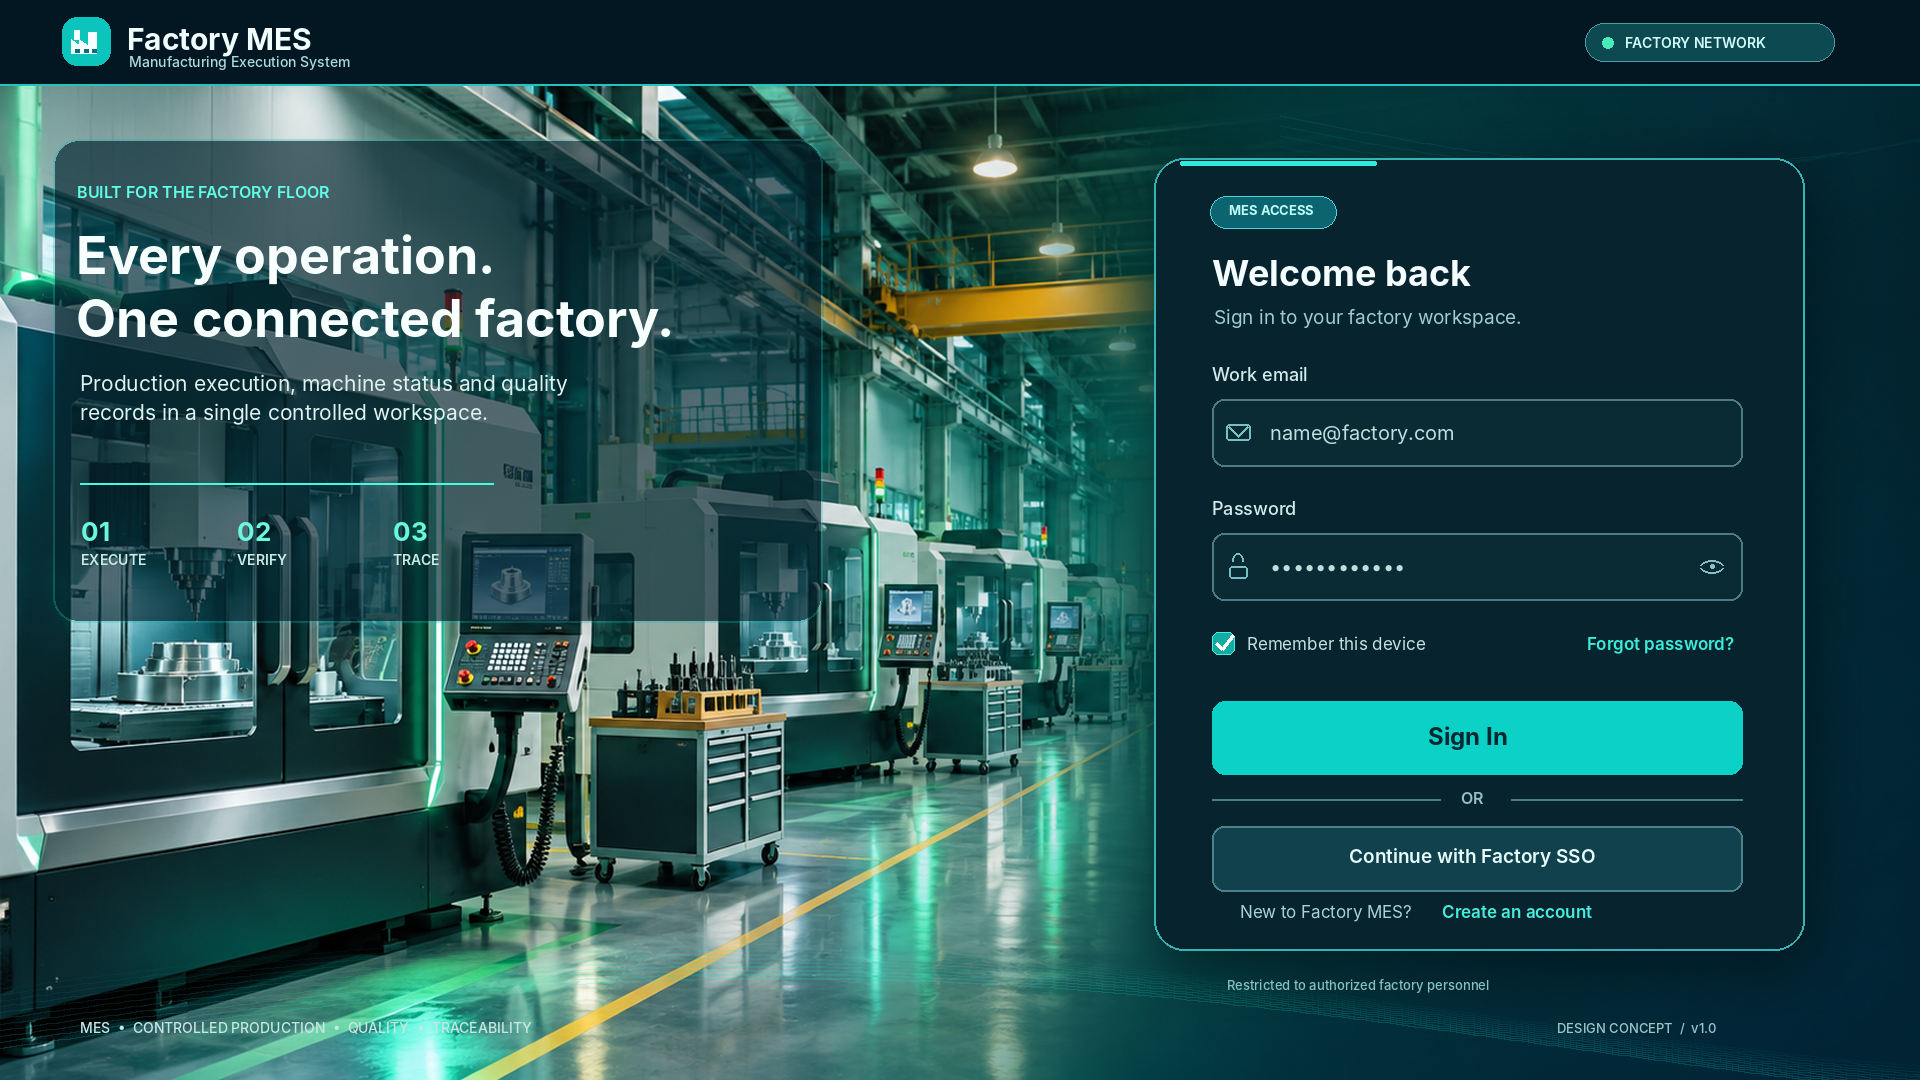 Factory MES
Manufacturing Execution System
FACTORY NETWORK
BUILT FOR THE FACTORY FLOOR
Every operation.
One connected factory.
Production execution, machine status and quality
records in a single controlled workspace.
01
EXECUTE
02
VERIFY
03
TRACE
MES ACCESS
Welcome back
Sign in to your factory workspace.
Work email
name@factory.com
Password
••••••••••••
Remember this device
Forgot password?
Sign In
OR
Continue with Factory SSO
New to Factory MES? Create an account
Restricted to authorized factory personnel
MES • CONTROLLED PRODUCTION • QUALITY • TRACEABILITY
DESIGN CONCEPT / v1.0